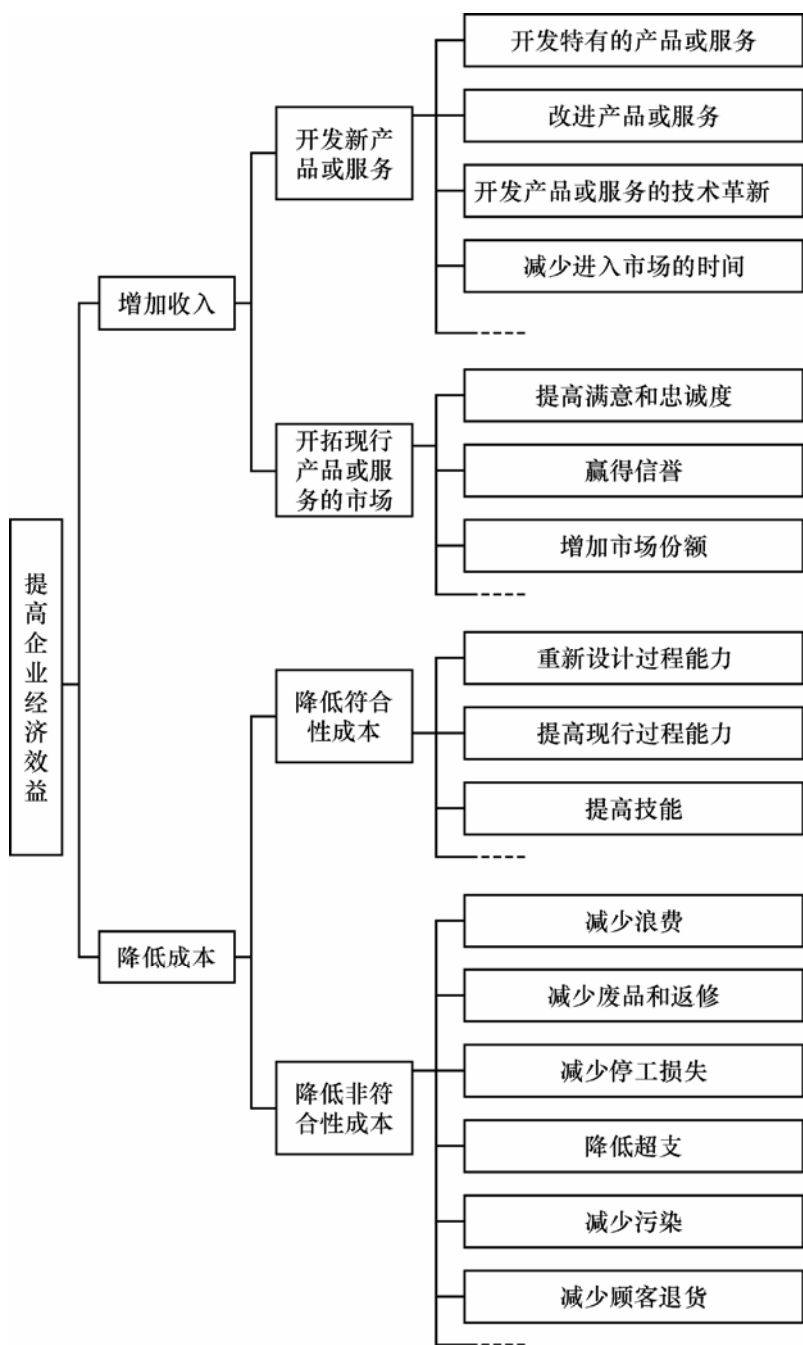 提高企业经济效益
增加收入
开发新产
品或服务
开发特有的产品或服务
改进产品或服务
开发产品或服务的技术革新
减少进入市场的时间
开拓现行
产品或服
务的市场
提高满意和忠诚度
赢得信誉
增加市场份额
降低成本
降低符合
性成本
重新设计过程能力
提高现行过程能力
提高技能
降低非符
合性成本
减少浪费
减少废品和返修
减少停工损失
降低超支
减少污染
减少顾客退货